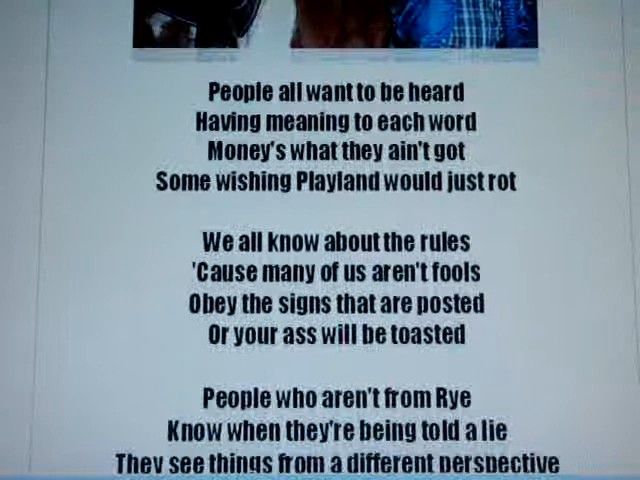 People all want to be heard
Having meaning to each word
Money's what they ain't got
Some wishing Playland would just rot
We all know about the rules
'Cause many of us aren't fools
Obey the signs that are posted
Or your ass will be toasted
People who aren't from Rye
Know when they're being told a lie
They see things from a different perspective